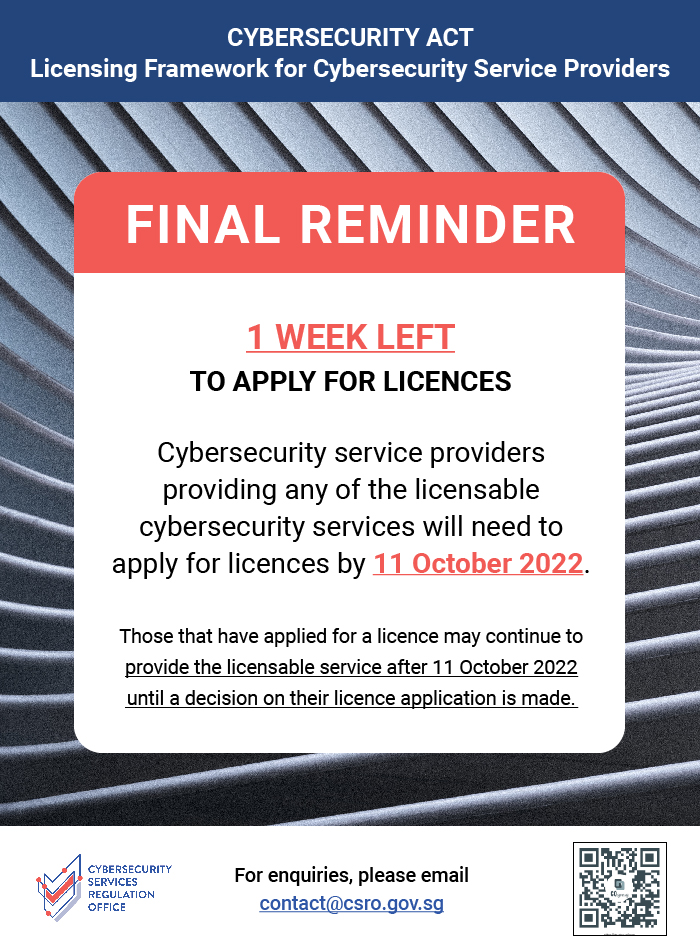 CYBERSECURITY ACT
Licensing Framework for Cybersecurity Service Providers
FINAL REMINDER
1 WEEK LEFT
TO APPLY FOR LICENCES
Cybersecurity service providers
providing any of the licensable
cybersecurity services will need to
apply for licences by 11 October 2022.
Those that have applied for a licence may continue to
provide the licensable service after 11 October 2022
until a decision on their licence application is made.
CYBERSECURITY
SERVICES
REGULATION
OFFICE
For enquiries, please email
contact@csro.gov.sg